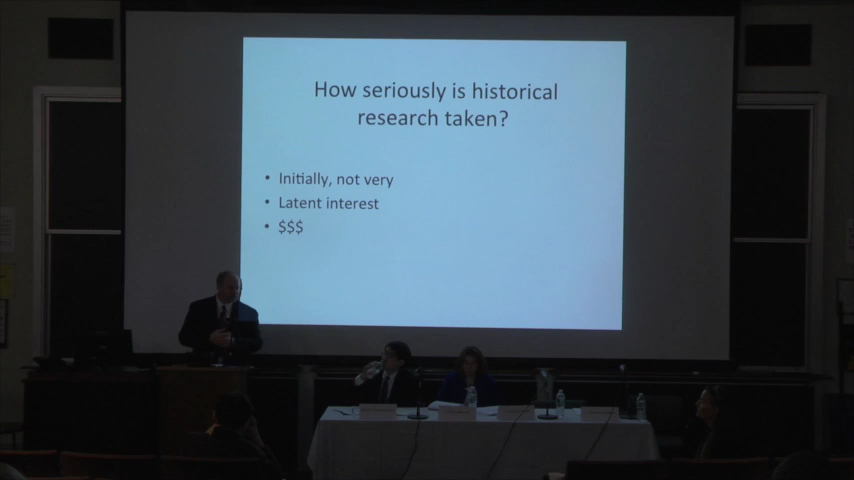 How seriously is historical
research taken?
• Initially, not very
• Latent interest
• $$$